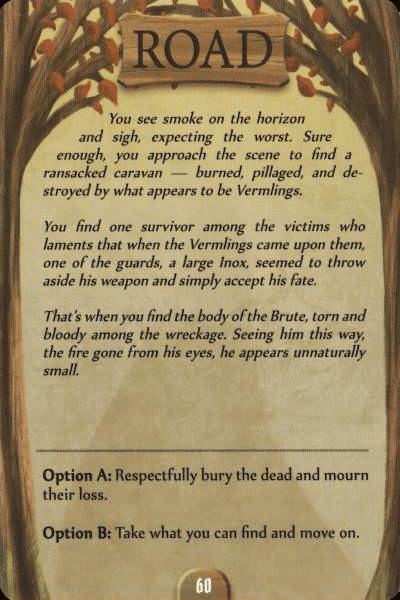 ROAD
You see smoke on the horizon
and sigh, expecting the worst. Sure
enough, you approach the scene to find a
ransacked caravan — burned, pillaged, and de-
stroyed by what appears to be Vermlings.
You find one survivor among the victims who
laments that when the Vermlings came upon them,
one of the guards, a large Inox, seemed to throw
aside his weapon and simply accept his fate.
That's when you find the body of the Brute, torn and
bloody among the wreckage. Seeing him this way,
the fire gone from his eyes, he appears unnaturally
small.
Option A: Respectfully bury the dead and mourn
their loss.
Option B: Take what you can find and move on.
60